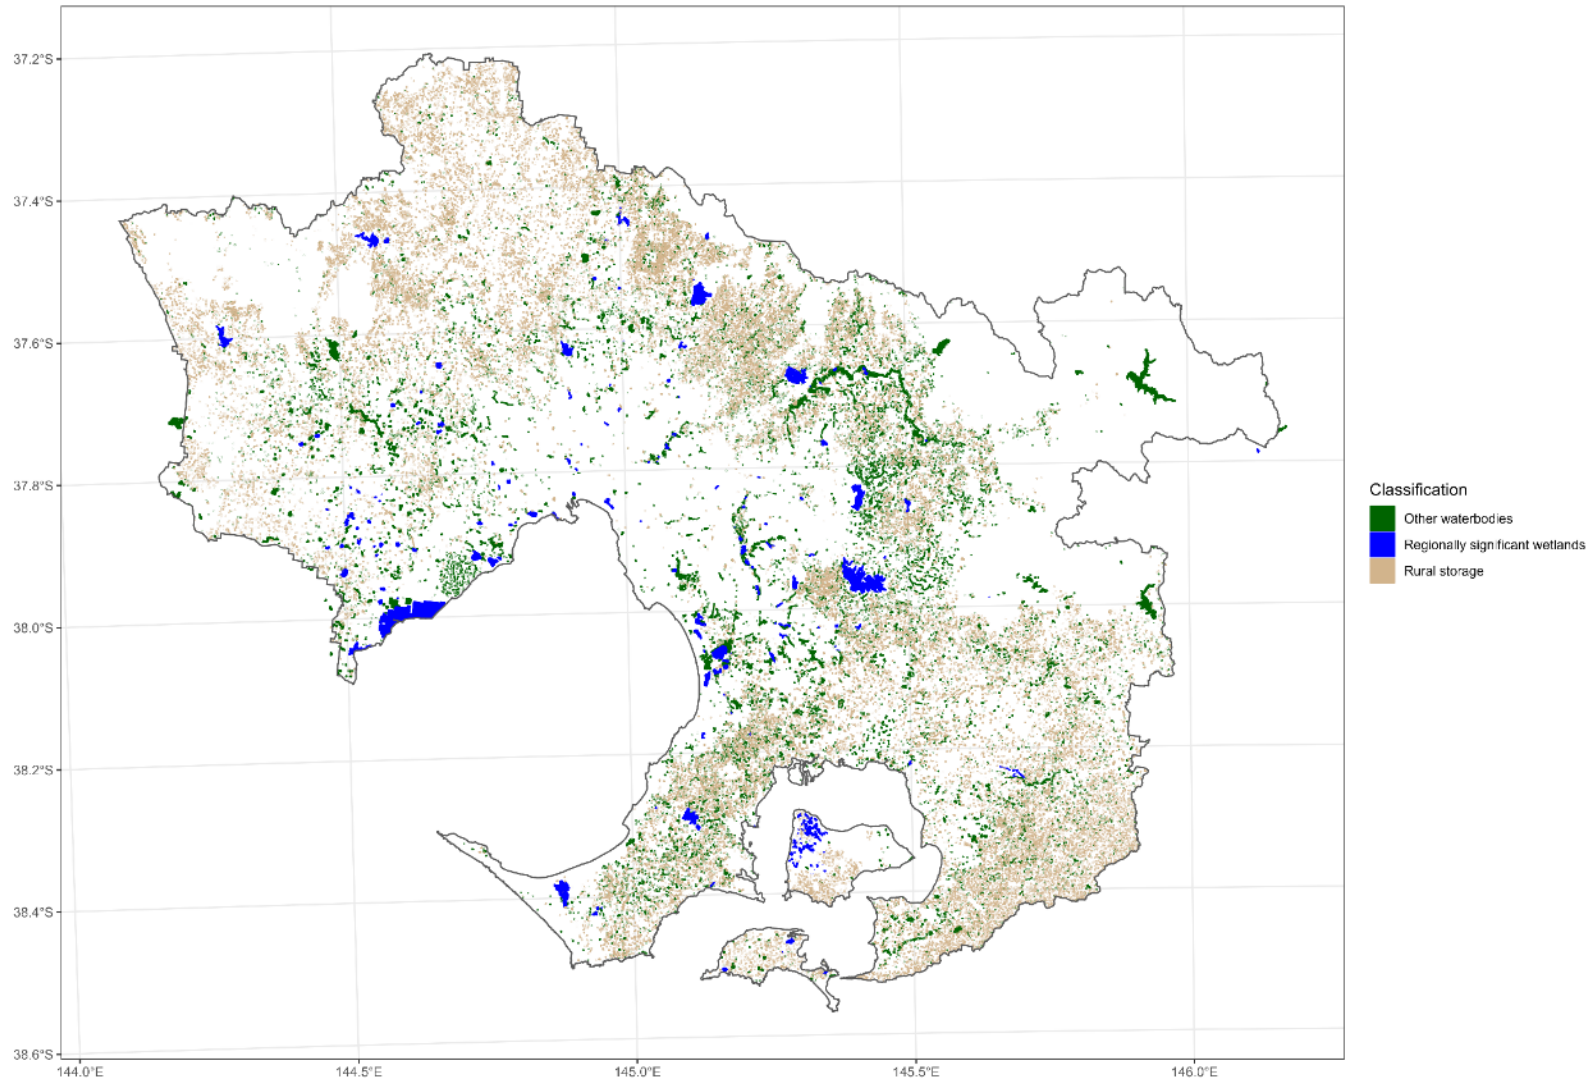 37.2°S
37.4°S
37.6°S
37.8°S
38.0°S
38.2°S
38.4°S
38.6°S
144.0°E
144.5°E
145.0°E
145.5°E
146.0°E
Classification
Other waterbodies
Regionally significant wetlands
Rural storage